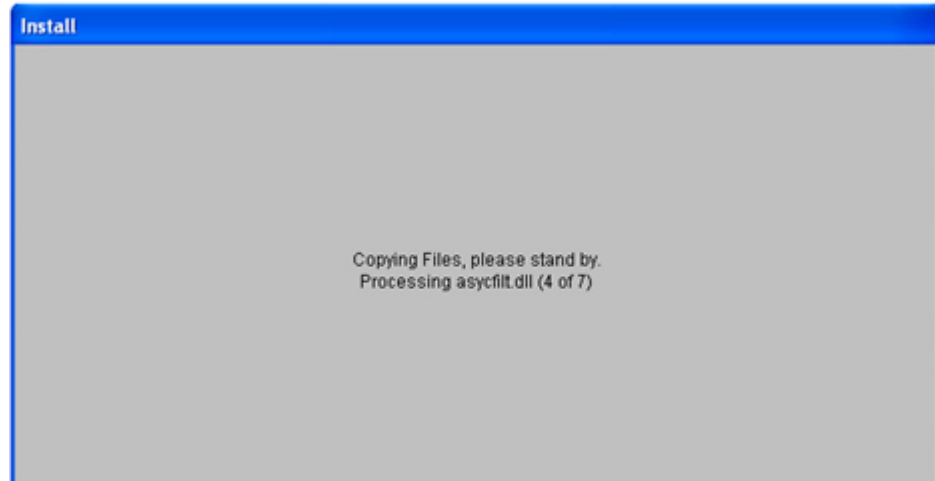 Install
Copying Files, please stand by.
Processing asycfilt.dll (4 of 7)